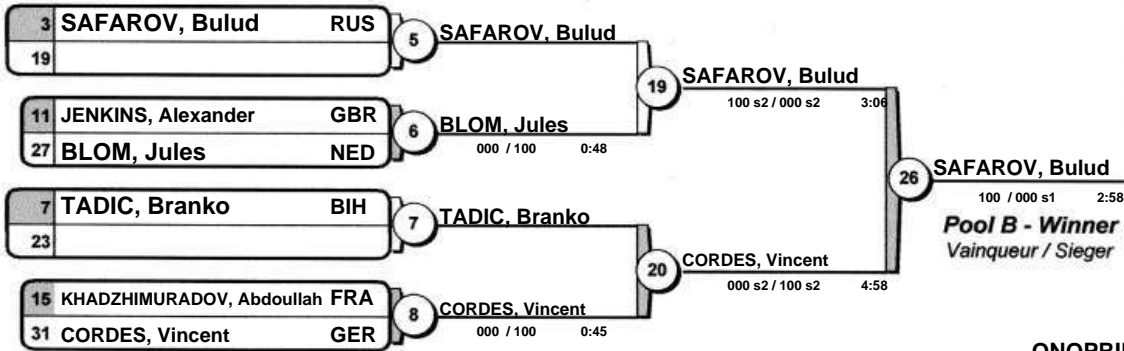 3 SAFAROV, Bulud RUS
19
5 SAFAROV, Bulud
11 JENKINS, Alexander GBR
27 BLOM, Jules NED
6 BLOM, Jules
000 / 100 0:48
19 SAFAROV, Bulud
100 s2 / 000 s2 3:06
7 TADIC, Branko BIH
23
7 TADIC, Branko
15 KHADZHIMURADOV, Abdoullah FRA
31 CORDES, Vincent GER
8 CORDES, Vincent
000 / 100 0:45
20 CORDES, Vincent
000 s2 / 100 s2 4:58
26 SAFAROV, Bulud
100 / 000 s1 2:58
Pool B - Winner
Vainqueur / Sieger